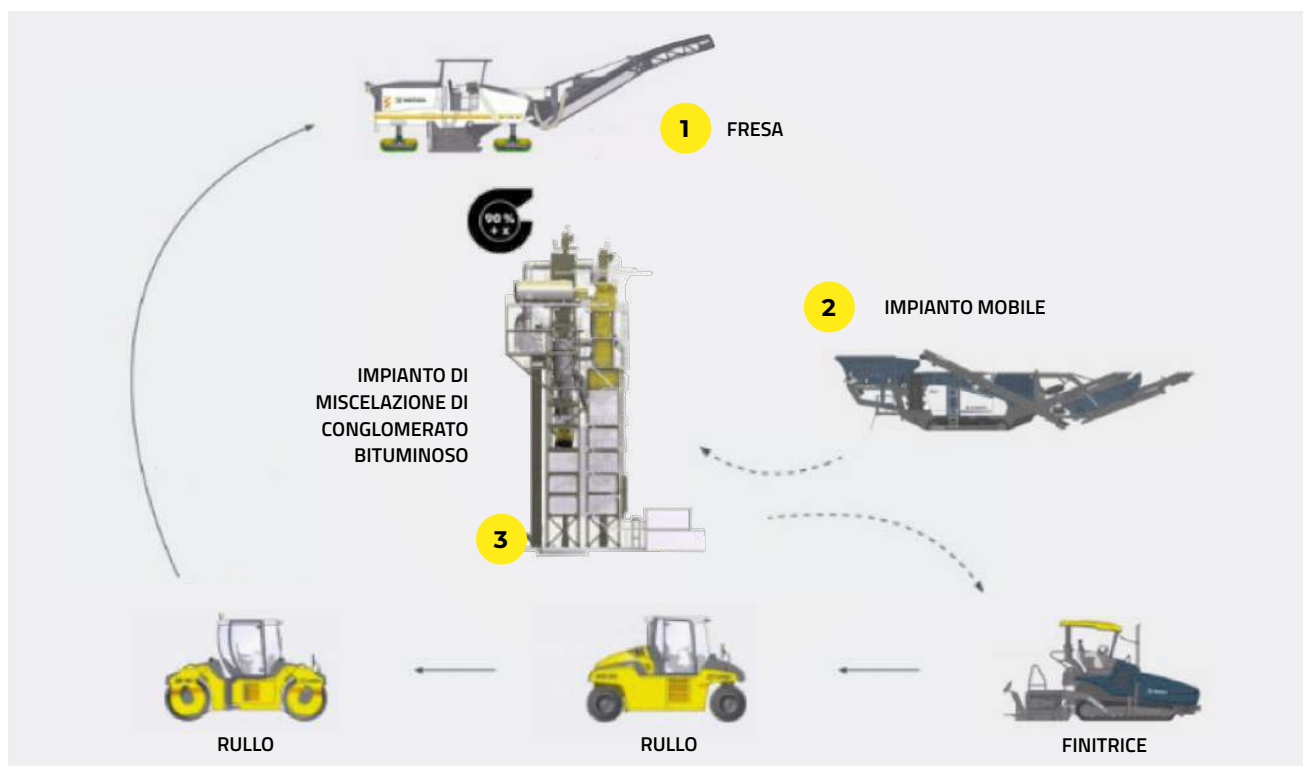 1 FRESA
90 %
+ x
2 IMPIANTO MOBILE
IMPIANTO DI
MISCELAZIONE DI
CONGLOMERATO
BITUMINOSO
3
RULLO
RULLO
FINITRICE